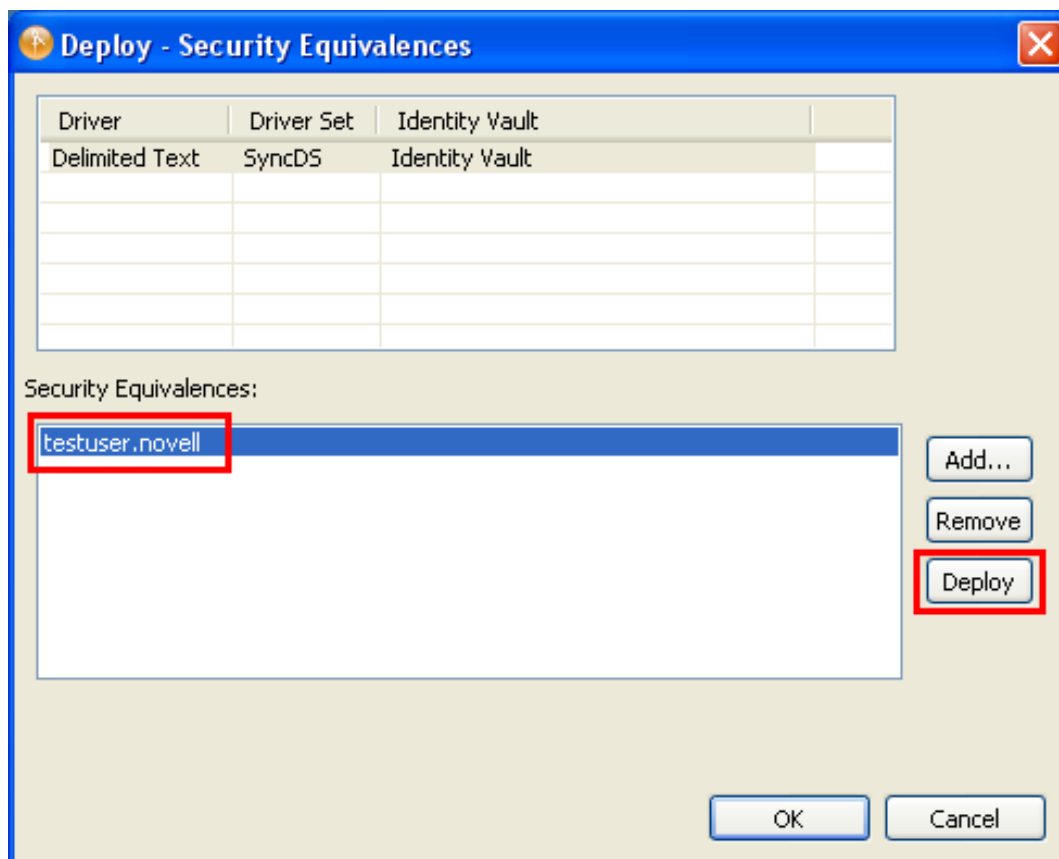 Deploy - Security Equivalences
Driver Driver Set Identity Vault
Delimited Text SyncDS Identity Vault
Security Equivalences:
testuser.novell
Add...
Remove
Deploy
OK Cancel